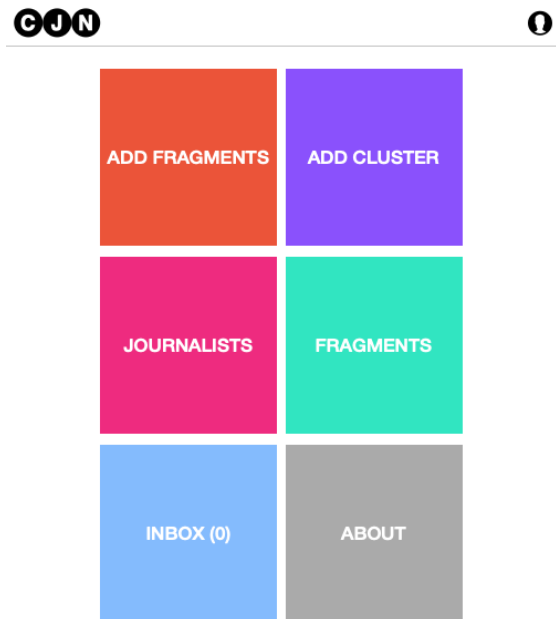 CJN
ADD FRAGMENTS
ADD CLUSTER
JOURNALISTS
FRAGMENTS
INBOX (0)
ABOUT